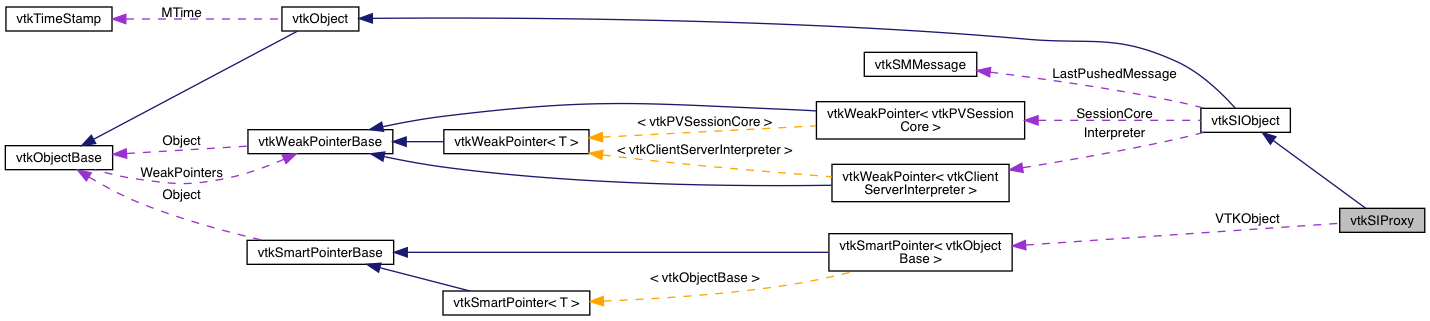 vtkTimeStamp
MTime
vtkObject
vtkSMMessage
LastPushedMessage
vtkWeakPointer< vtkPVSession
Core >
SessionCore
vtkSIObject
< vtkPVSessionCore >
Interpreter
Object
vtkWeakPointerBase
vtkWeakPointer< T >
< vtkClientServerInterpreter >
vtkObjectBase
WeakPointers
vtkWeakPointer< vtkClient
ServerInterpreter >
Object
VTKObject
vtkSIProxy
vtkSmartPointerBase
vtkSmartPointer< vtkObject
Base >
< vtkObjectBase >
vtkSmartPointer< T >